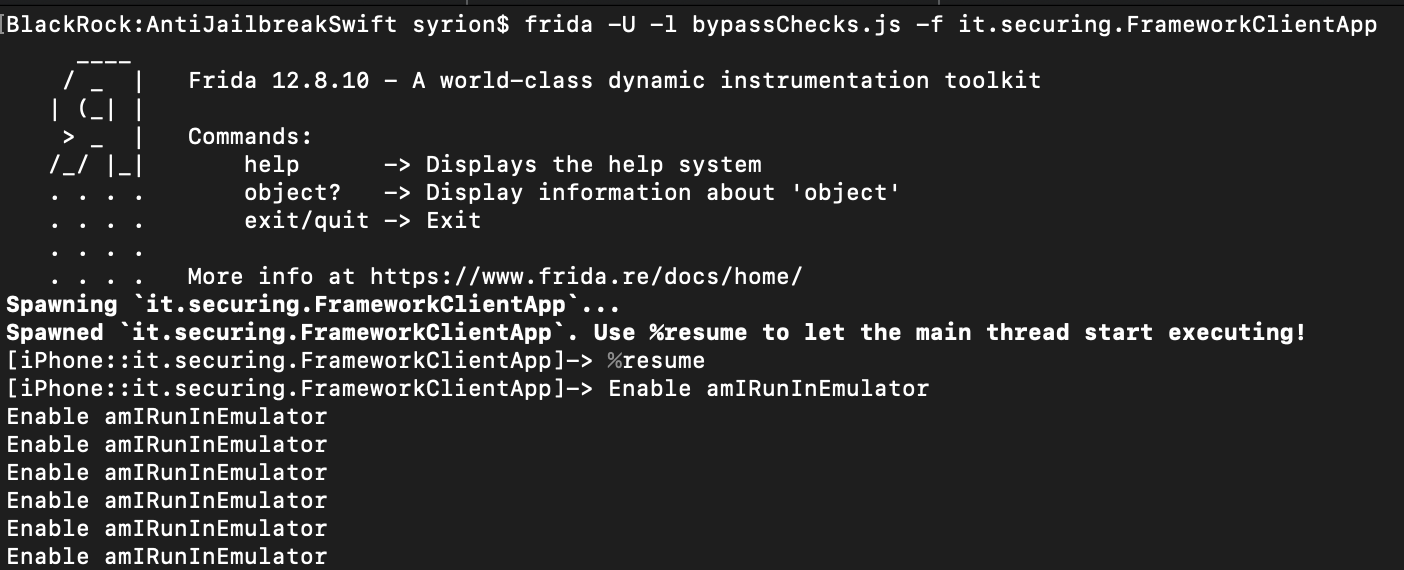 [BlackRock:AntiJailbreakSwift syrion$ frida -U -l bypassChecks.js -f it.securing.FrameworkClientApp
     ____
    / _  |   Frida 12.8.10 - A world-class dynamic instrumentation toolkit
   | (_| |
    > _  |   Commands:
   /_/ |_|       help      -> Displays the help system
   . . . .       object?   -> Display information about 'object'
   . . . .       exit/quit -> Exit
   . . . .
   . . . .   More info at https://www.frida.re/docs/home/
Spawning `it.securing.FrameworkClientApp`...
Spawned `it.securing.FrameworkClientApp`. Use %resume to let the main thread start executing!
[iPhone::it.securing.FrameworkClientApp]-> %resume
[iPhone::it.securing.FrameworkClientApp]-> Enable amIRunInEmulator
Enable amIRunInEmulator
Enable amIRunInEmulator
Enable amIRunInEmulator
Enable amIRunInEmulator
Enable amIRunInEmulator
Enable amIRunInEmulator